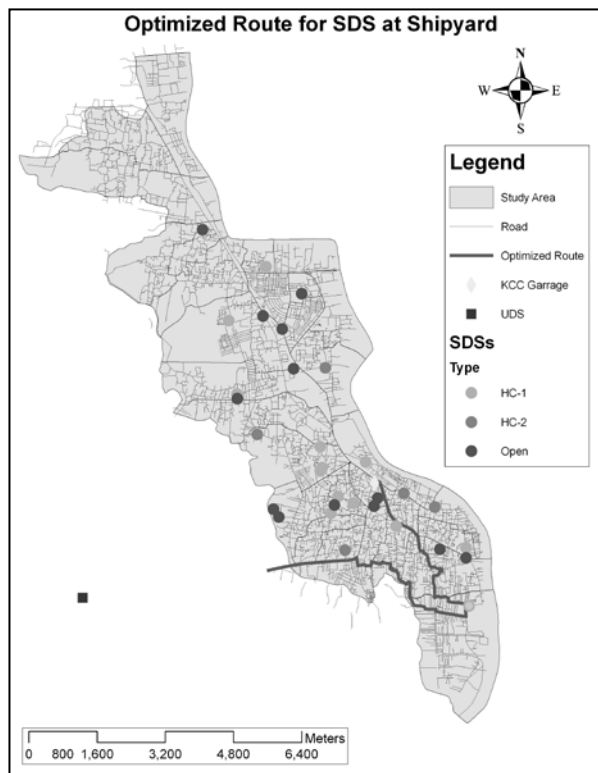 Optimized Route for SDS at Shipyard
N
W E
S
Legend
Study Area
Road
Optimized Route
KCC Garrage
UDS
SDSs
Type
HC-1
HC-2
Open
Meters
0 800 1,600 3,200 4,800 6,400